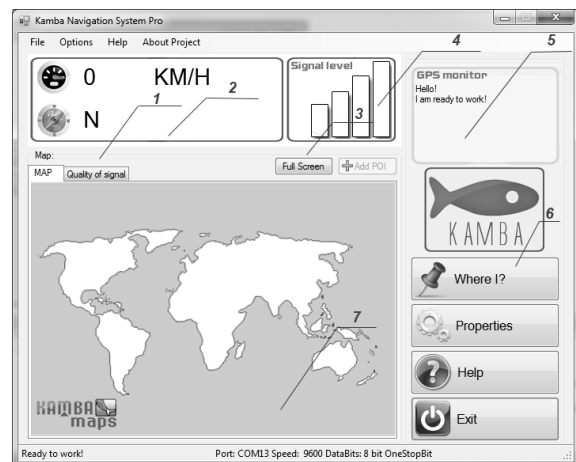 Kamba Navigation System Pro
File Options Help About Project
0 KM/H
N
1
2
Signal level
3
4
5
GPS monitor
Hello!
I am ready to work!
Map:
Full Screen
Add POI
MAP
Quality of signal
KAMBA
6
Where I?
Properties
Help
Exit
7
KAMBA
maps
Ready to work!
Port: COM13 Speed: 9600 DataBits: 8 bit OneStopBit